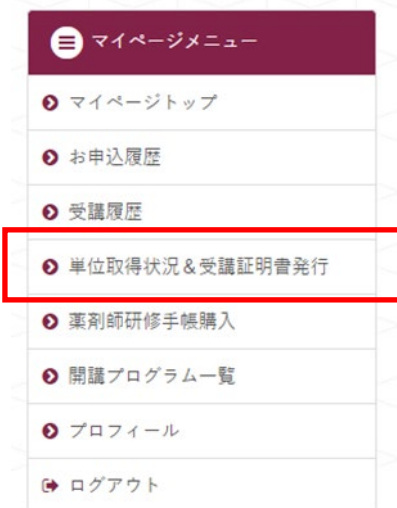 マイページメニュー
マイページトップ
お申込履歴
受講履歴
単位取得状況＆受講証明書発行
薬剤師研修手帳購入
開講プログラム一覧
プロフィール
ログアウト